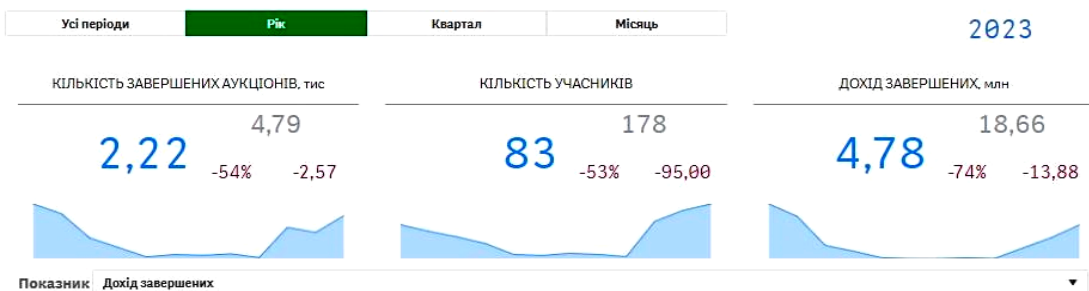 Усі періоди Рік Квартал Місяць
2023
КІЛЬКІСТЬ ЗАВЕРШЕНИХ АУКЦІОНІВ, тис
4,79
2,22
-54% -2,57
КІЛЬКІСТЬ УЧАСНИКІВ
178
83
-53% -95,00
ДОХІД ЗАВЕРШЕНИХ, млн
18,66
4,78
-74% -13,88
Показник Дохід завершених